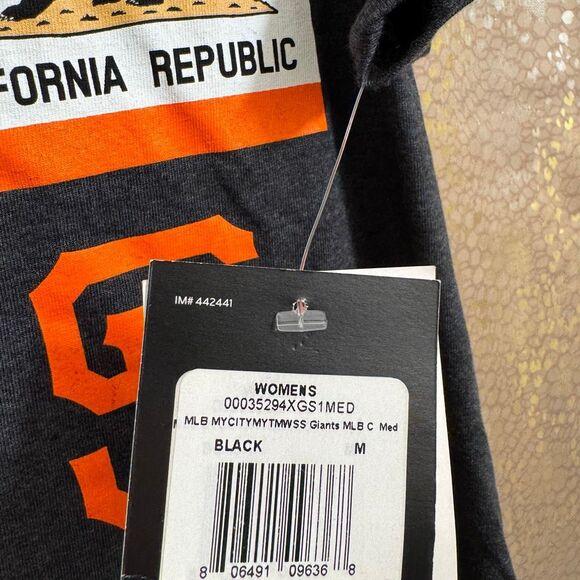 FORNIA REPUBLIC
G
IM# 442441
WOMENS
00035294XGS1MED
MLB MYCITYMYTMWSS Giants MLB C Med
BLACK M
8 06491 09636 8